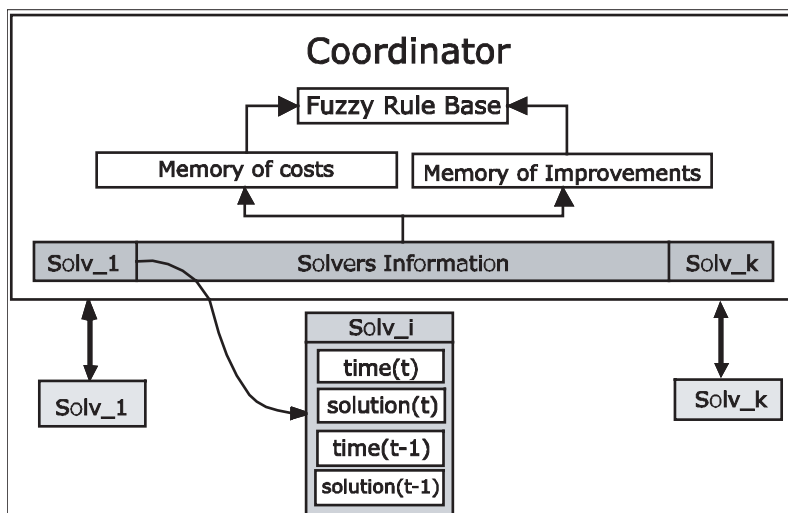 Coordinator
Fuzzy Rule Base
Memory of costs
Memory of Improvements
Solv_1
Solvers Information
Solv_k
Solv_i
time(t)
solution(t)
time(t-1)
solution(t-1)
Solv_1
Solv_k